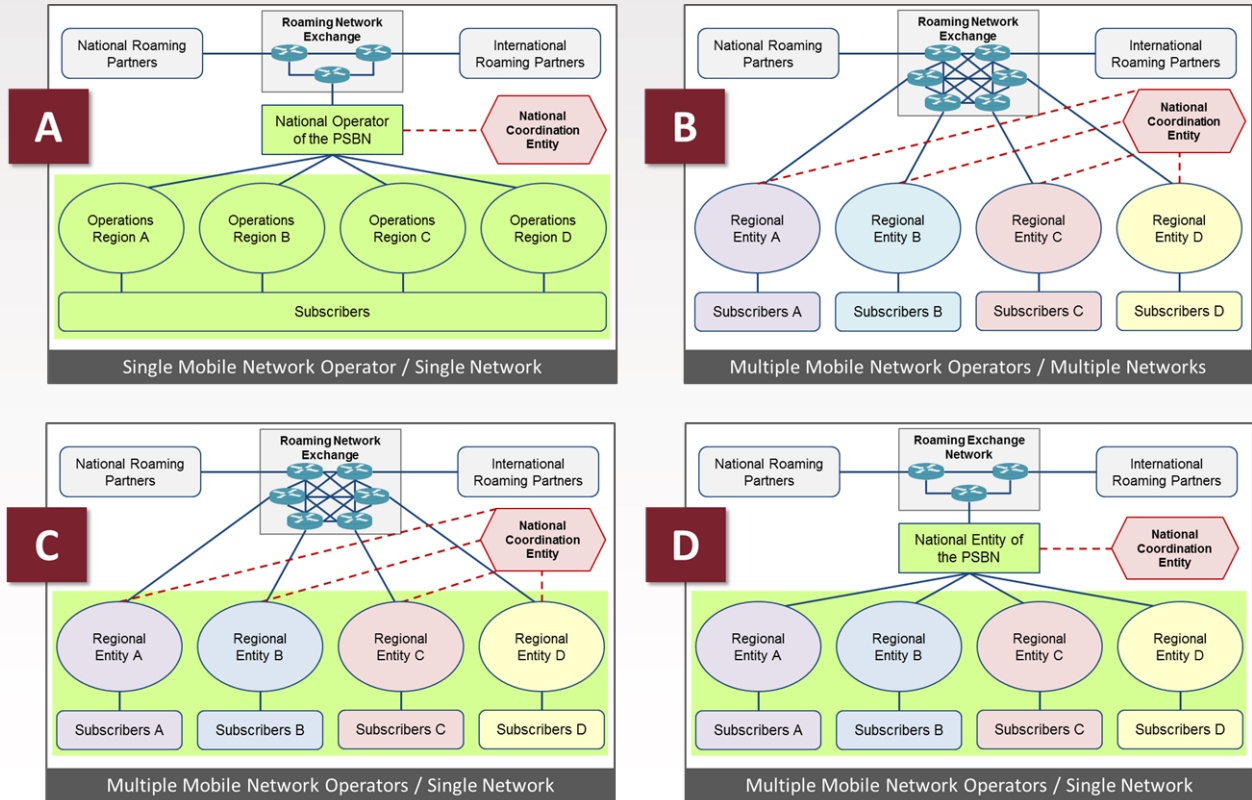 A
Roaming Network
Exchange
National Roaming
Partners
International
Roaming Partners
National Operator
of the PSBN
National
Coordination
Entity
Operations
Region A
Operations
Region B
Operations
Region C
Operations
Region D
Subscribers
Single Mobile Network Operator / Single Network
B
Roaming Network
Exchange
National Roaming
Partners
International
Roaming Partners
National
Coordination
Entity
Regional
Entity A
Regional
Entity B
Regional
Entity C
Regional
Entity D
Subscribers A
Subscribers B
Subscribers C
Subscribers D
Multiple Mobile Network Operators / Multiple Networks
C
Roaming Network
Exchange
National Roaming
Partners
International
Roaming Partners
National
Coordination
Entity
Regional
Entity A
Regional
Entity B
Regional
Entity C
Regional
Entity D
Subscribers A
Subscribers B
Subscribers C
Subscribers D
Multiple Mobile Network Operators / Single Network
D
Roaming Exchange
Network
National Roaming
Partners
International
Roaming Partners
National Entity of
the PSBN
National
Coordination
Entity
Regional
Entity A
Regional
Entity B
Regional
Entity C
Regional
Entity D
Subscribers A
Subscribers B
Subscribers C
Subscribers D
Multiple Mobile Network Operators / Single Network